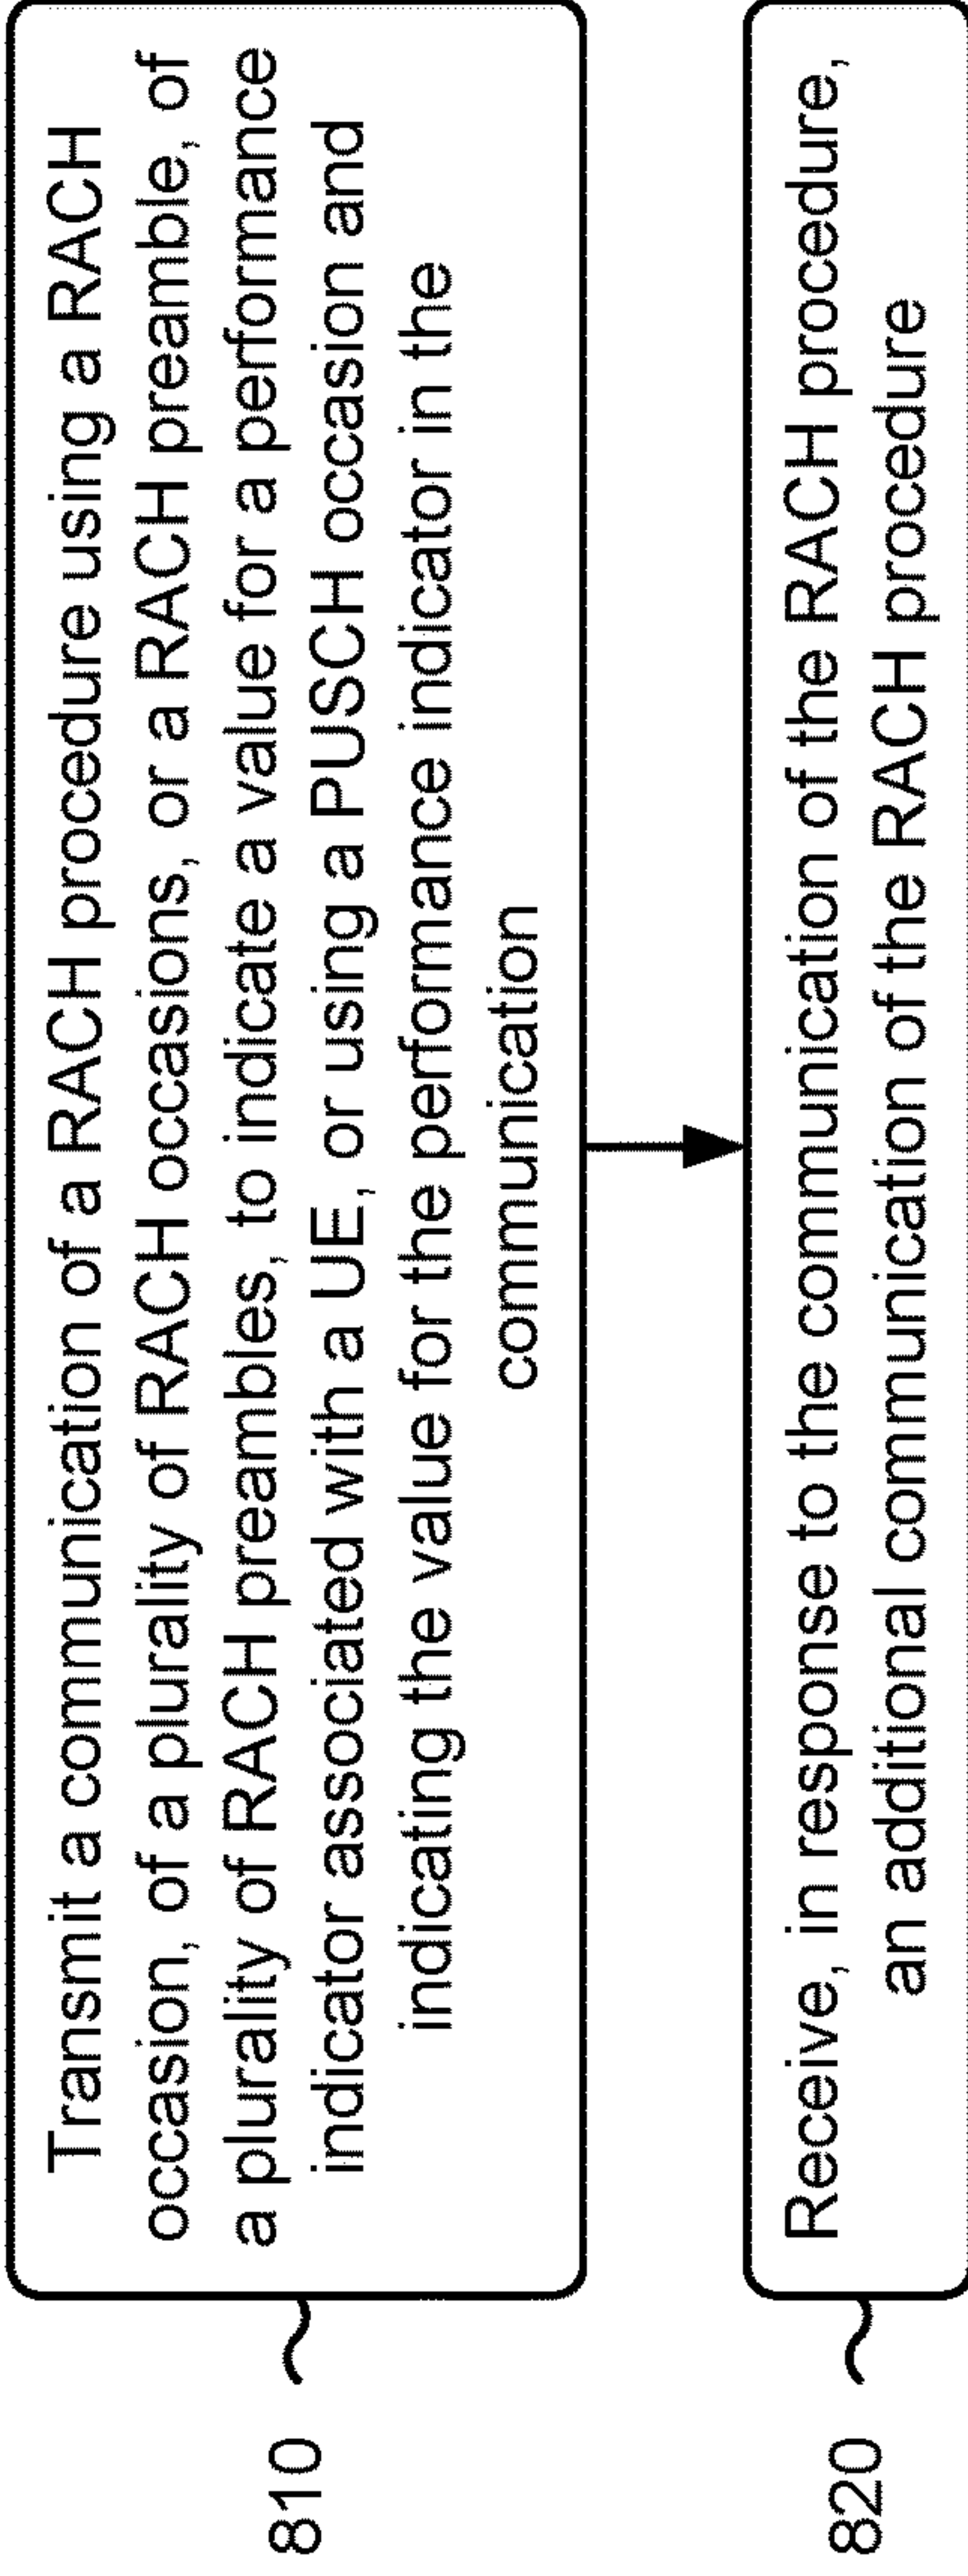 810
Transmit a communication of a RACH procedure using a RACH
occasion, of a plurality of RACH occasions, or a RACH preamble, of
a plurality of RACH preambles, to indicate a value for a performance
indicator associated with a UE, or using a PUSCH occasion and
indicating the value for the performance indicator in the
communication
820
Receive, in response to the communication of the RACH procedure,
an additional communication of the RACH procedure